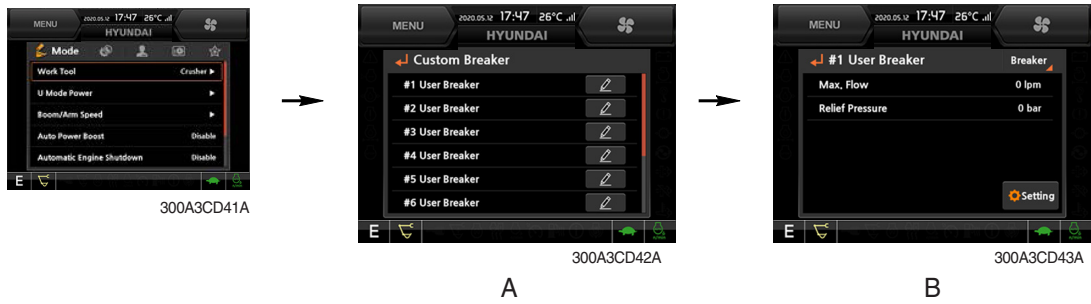 MENU
2020.05.12 17:47 26°C
HYUNDAI
Mode
Work Tool Crusher ▶
U Mode Power ▶
Boom/Arm Speed ▶
Auto Power Boost Disable
Automatic Engine Shutdown Disable
E
300A3CD41A
MENU
2020.05.12 17:47 26°C
HYUNDAI
Custom Breaker
#1 User Breaker
#2 User Breaker
#3 User Breaker
#4 User Breaker
#5 User Breaker
#6 User Breaker
E
300A3CD42A
A
MENU
2020.05.12 17:47 26°C
HYUNDAI
#1 User Breaker Breaker
Max, Flow 0 lpm
Relief Pressure 0 bar
Setting
E
300A3CD43A
B